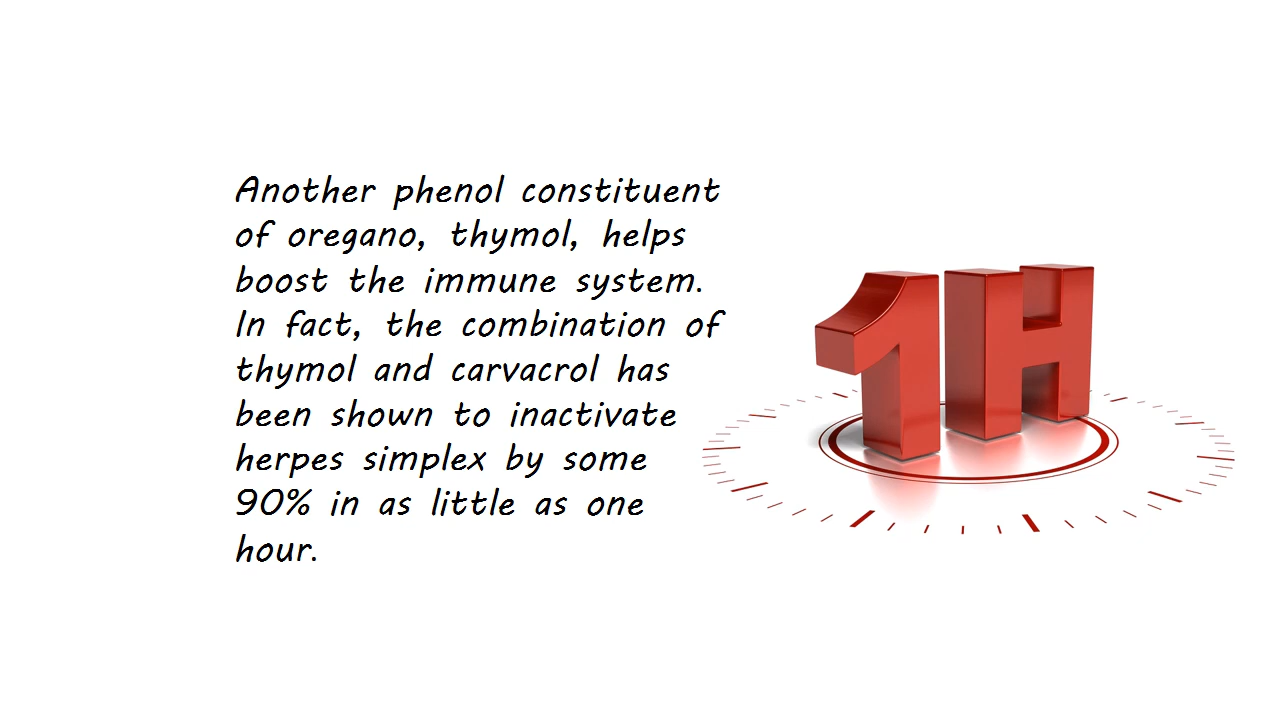 Another phenol constituent
of oregano, thymol, helps
boost the immune system.
In fact, the combination of
thymol and carvacrol has
been shown to inactivate
herpes simplex by some
90% in as little as one
hour.
1H